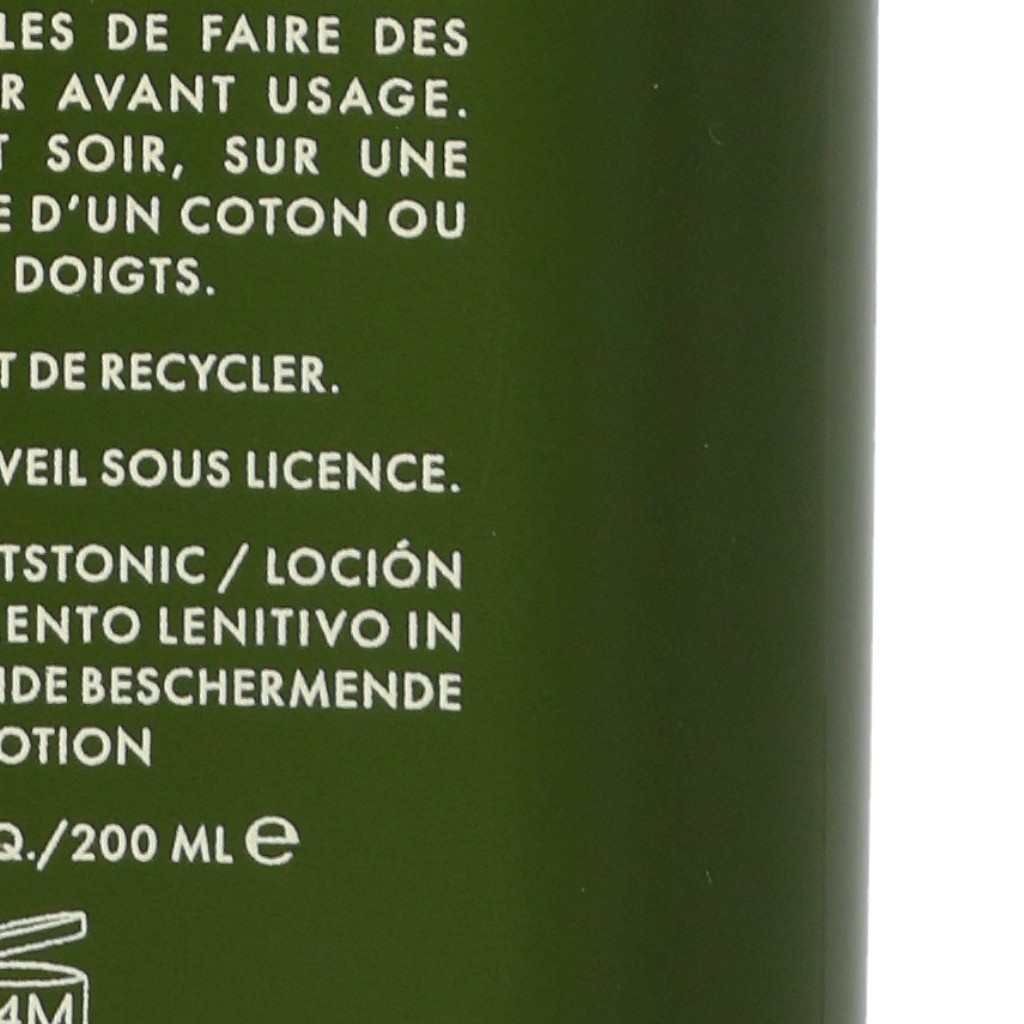 LES DE FAIRE DES
R AVANT USAGE.
T SOIR, SUR UNE
E D'UN COTON OU
DOIGTS.
T DE RECYCLER.
VEIL SOUS LICENCE.
TSTONIC / LOCIÓN
ENTO LENITIVO IN
IDE BESCHERMENDE
OTION
Q./200 ML e
4M